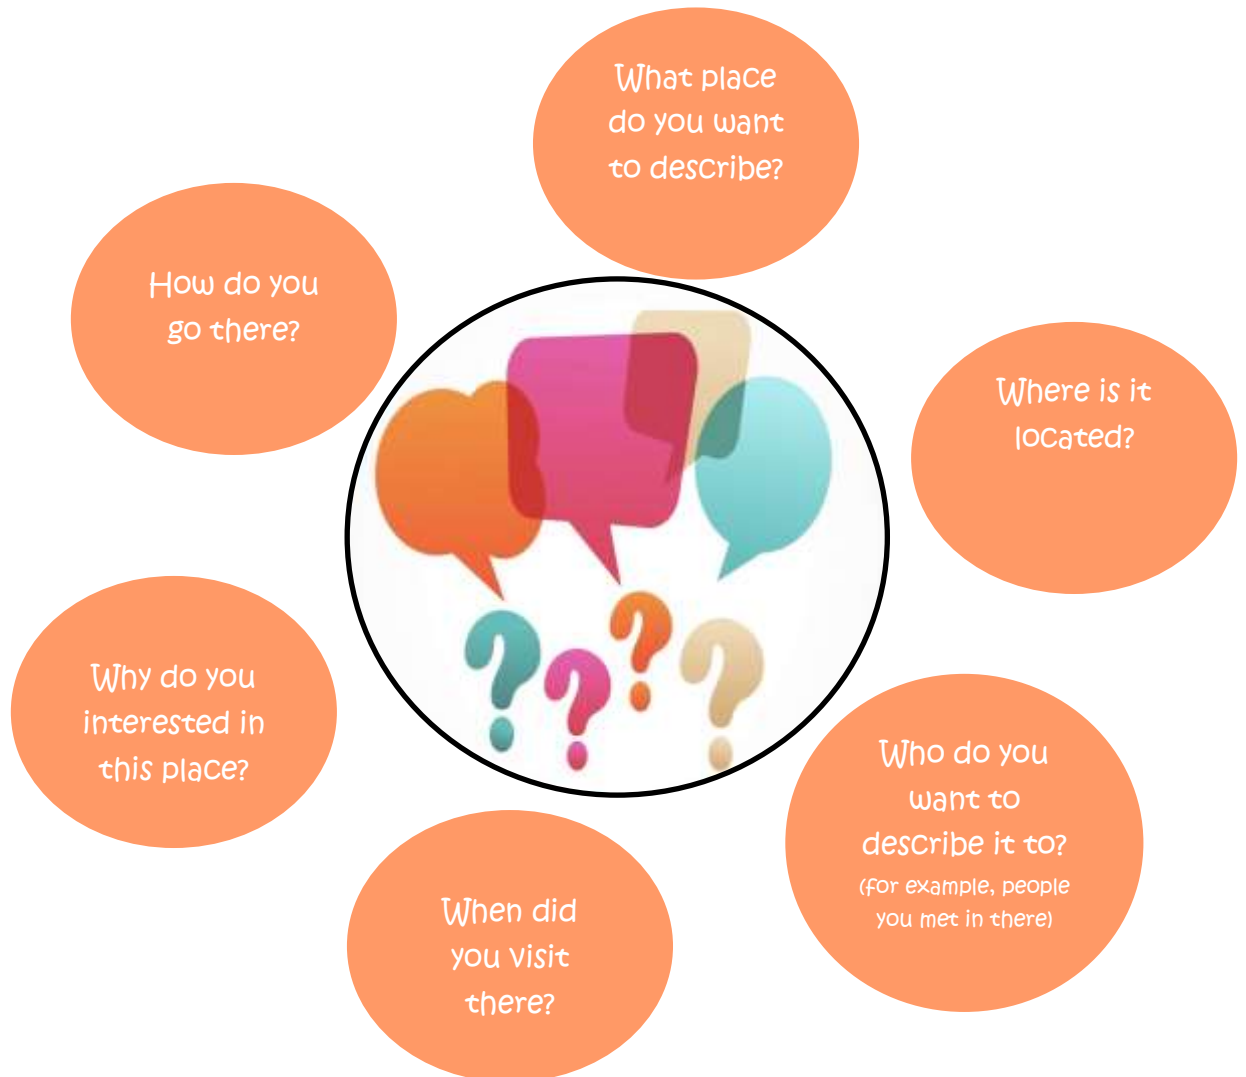 What place
do you want
to describe?
Where is it
located?
Who do you
want to
describe it to?
(for example, people
you met in there)
When did
you visit
there?
Why do you
interested in
this place?
How do you
go there?